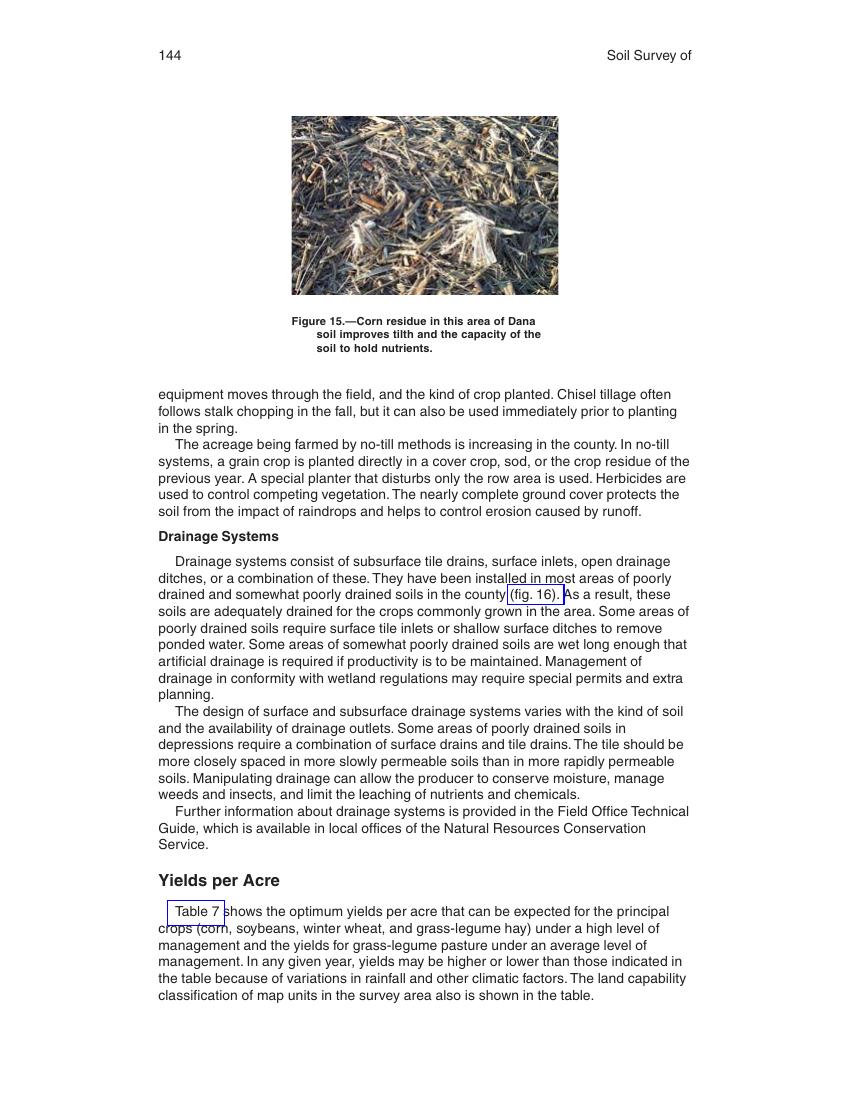 144
Soil Survey of
Figure 15.—Corn residue in this area of Dana
soil improves tilth and the capacity of the
soil to hold nutrients.
equipment moves through the field, and the kind of crop planted. Chisel tillage often
follows stalk chopping in the fall, but it can also be used immediately prior to planting
in the spring.
The acreage being farmed by no-till methods is increasing in the county. In no-till
systems, a grain crop is planted directly in a cover crop, sod, or the crop residue of the
previous year. A special planter that disturbs only the row area is used. Herbicides are
used to control competing vegetation. The nearly complete ground cover protects the
soil from the impact of raindrops and helps to control erosion caused by runoff.
Drainage Systems
Drainage systems consist of subsurface tile drains, surface inlets, open drainage
ditches, or a combination of these. They have been installed in most areas of poorly
drained and somewhat poorly drained soils in the county (fig. 16). As a result, these
soils are adequately drained for the crops commonly grown in the area. Some areas of
poorly drained soils require surface tile inlets or shallow surface ditches to remove
ponded water. Some areas of somewhat poorly drained soils are wet long enough that
artificial drainage is required if productivity is to be maintained. Management of
drainage in conformity with wetland regulations may require special permits and extra
planning.
The design of surface and subsurface drainage systems varies with the kind of soil
and the availability of drainage outlets. Some areas of poorly drained soils in
depressions require a combination of surface drains and tile drains. The tile should be
more closely spaced in more slowly permeable soils than in more rapidly permeable
soils. Manipulating drainage can allow the producer to conserve moisture, manage
weeds and insects, and limit the leaching of nutrients and chemicals.
Further information about drainage systems is provided in the Field Office Technical
Guide, which is available in local offices of the Natural Resources Conservation
Service.
Yields per Acre
Table 7 shows the optimum yields per acre that can be expected for the principal
crops (corn, soybeans, winter wheat, and grass-legume hay) under a high level of
management and the yields for grass-legume pasture under an average level of
management. In any given year, yields may be higher or lower than those indicated in
the table because of variations in rainfall and other climatic factors. The land capability
classification of map units in the survey area also is shown in the table.